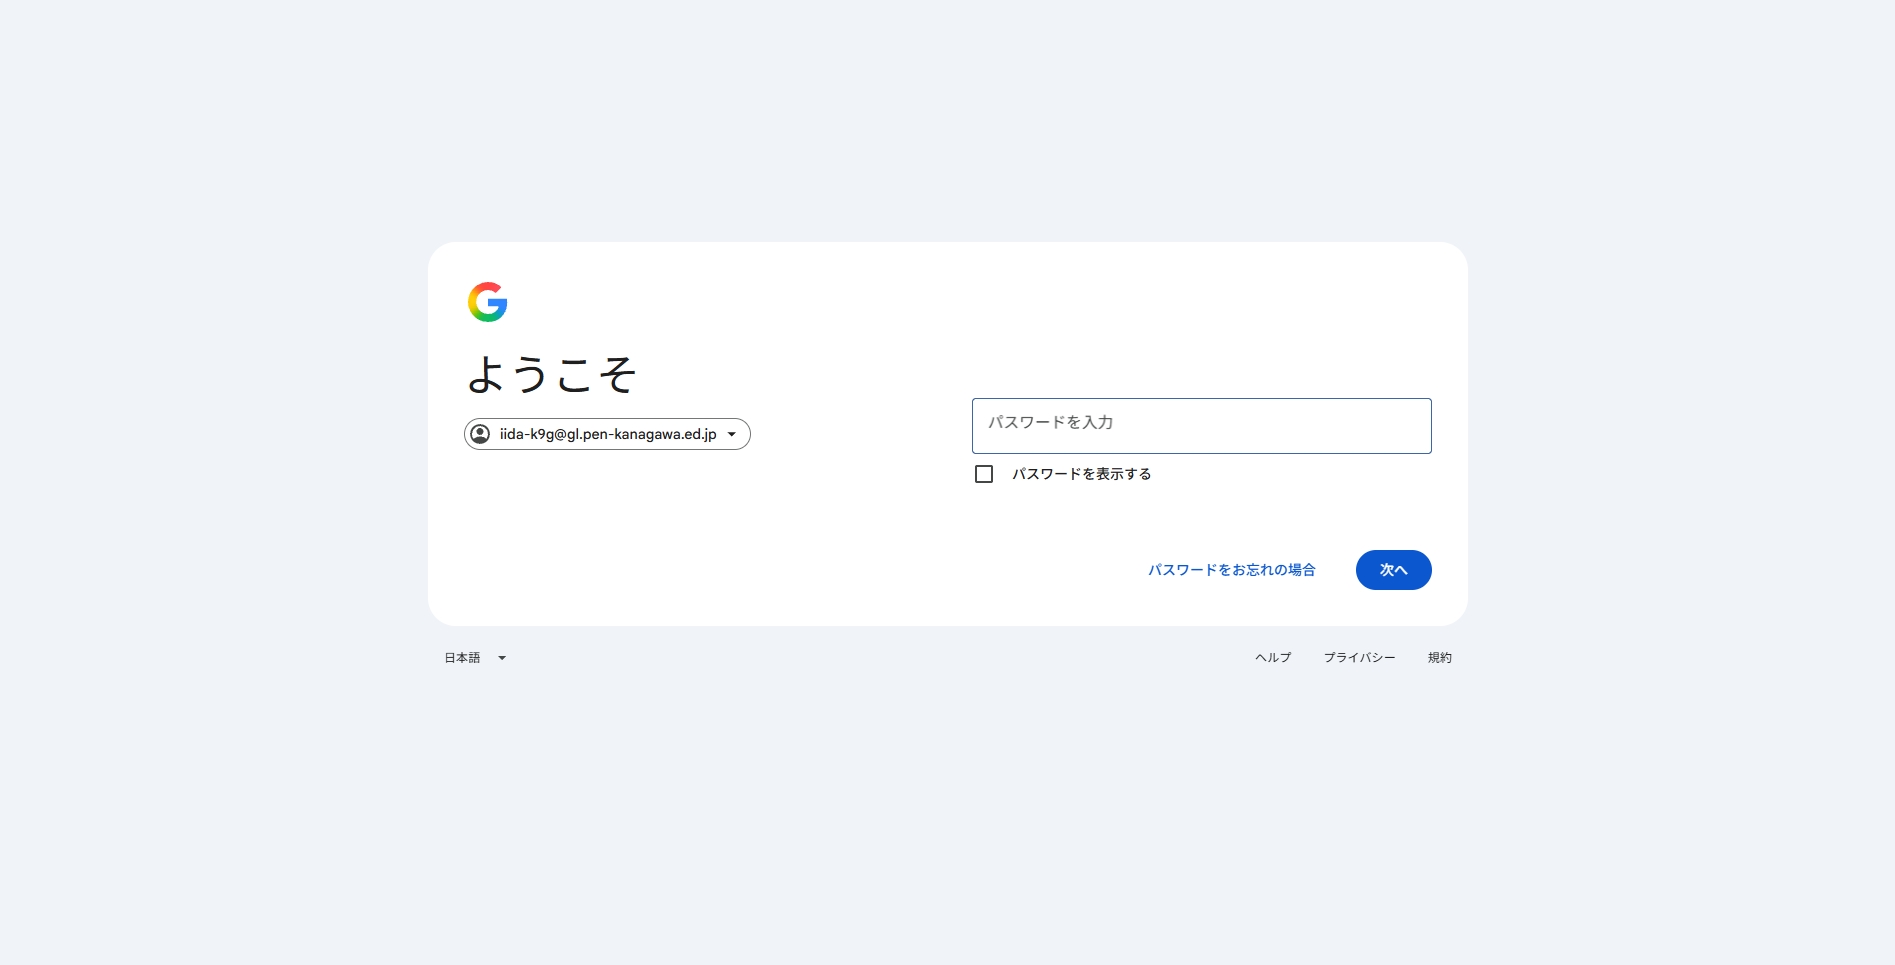 ようこそ
iida-k9g@gl.pen-kanagawa.ed.jp
パスワードを入力
パスワードを表示する
パスワードをお忘れの場合
次へ
日本語
ヘルプ
プライバシー
規約